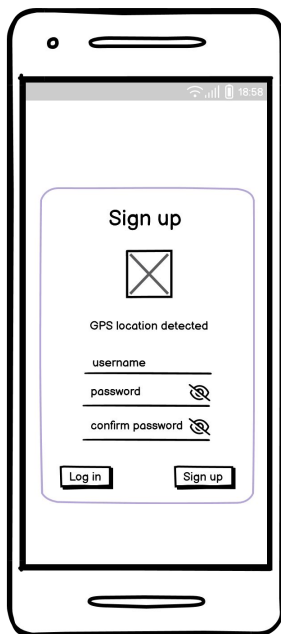 18:58
Sign up
GPS location detected
username
password
confirm password
Log in
Sign up